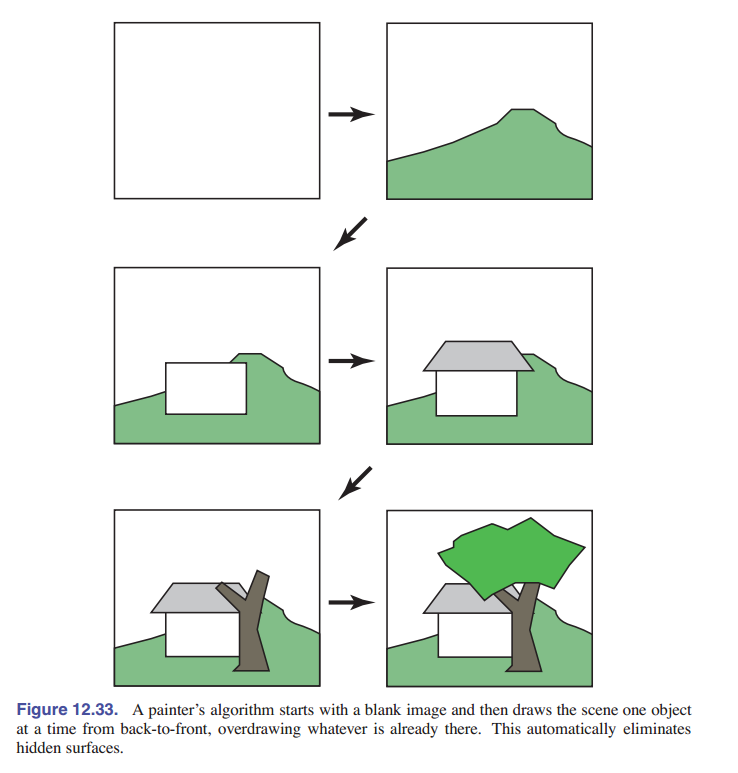 Figure 12.33. A painter's algorithm starts with a blank image and then draws the scene one object
at a time from back-to-front, overdrawing whatever is already there. This automatically eliminates
hidden surfaces.